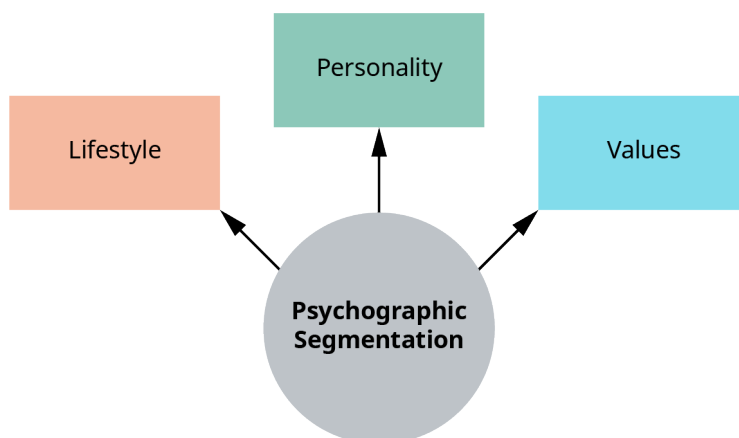 Personality
Lifestyle
Values
Psychographic
Segmentation